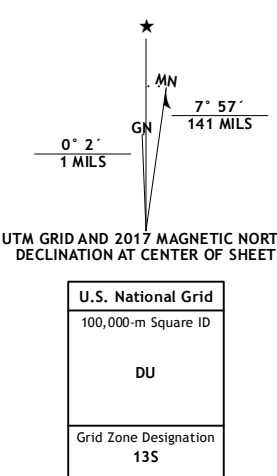 ★
MN
7° 57´
141 MILS
GN
0° 2´
1 MILS
UTM GRID AND 2017 MAGNETIC NORT
DECLINATION AT CENTER OF SHEET
U.S. National Grid
100,000-m Square ID
DU
Grid Zone Designation
13S